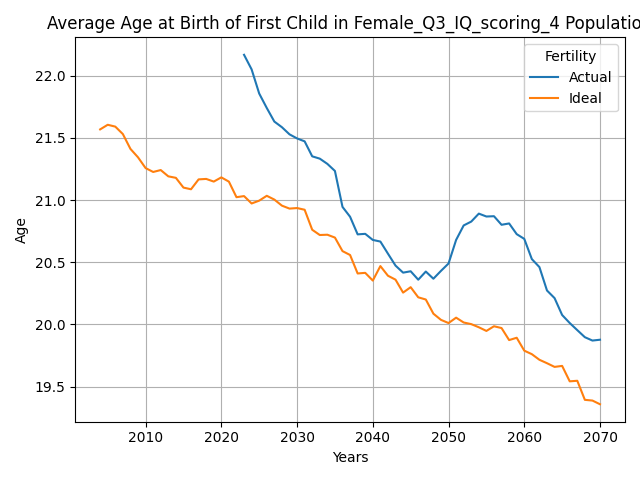 Average Age at Birth of First Child in Female_Q3_IQ_scoring_4 Populatio
Fertility
Actual
Ideal
22.0
21.5
21.0
20.5
20.0
19.5
Age
2010 2020 2030 2040 2050 2060 2070
Years